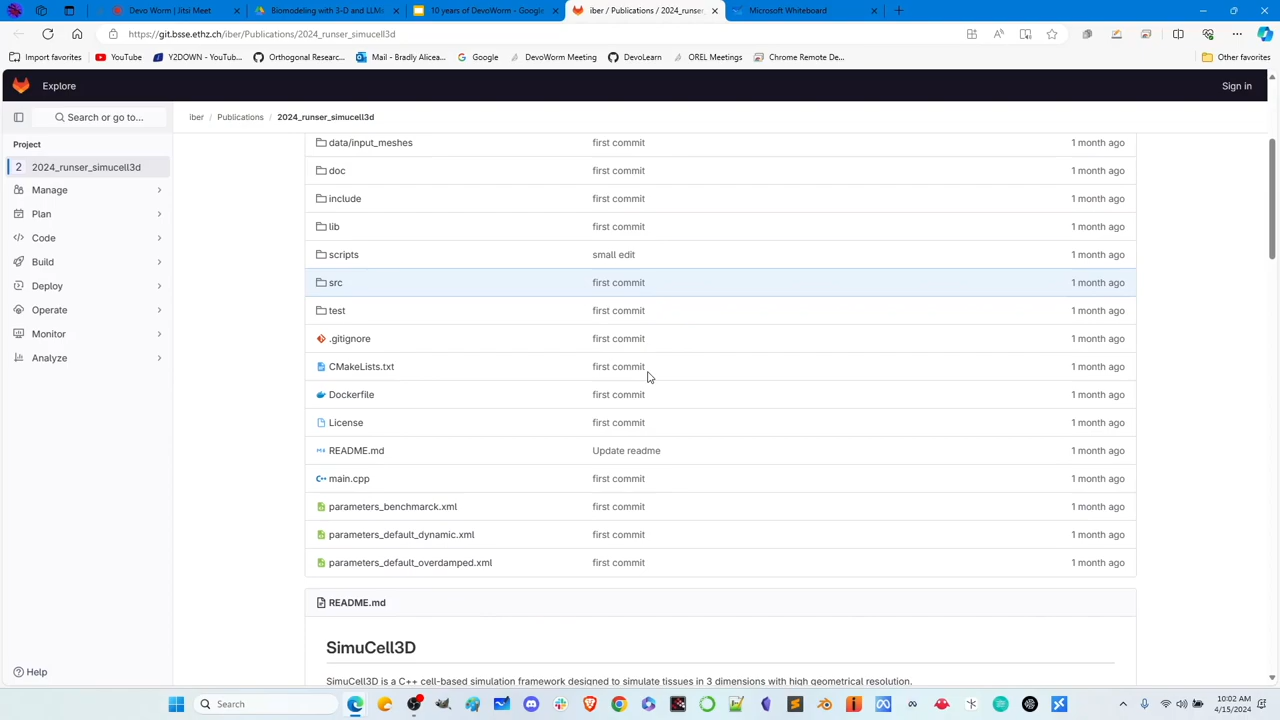 Devo Worm | Jitsi Meet
Biomodeling with 3-D and LLMs
10 years of DevoWorm - Google
iber / Publications / 2024_runser_
Microsoft Whiteboard
https://git.bsse.ethz.ch/iber/Publications/2024_runser_simucell3d
Import favorites
YouTube
Y2DOWN - YouTub...
Orthogonal Researc...
Mail - Bradly Alicea...
Google
DevoWorm Meeting
DevoLearn
OREL Meetings
Chrome Remote De...
Other favorites
Explore
Sign in
Search or go to...
iber / Publications / 2024_runser_simucell3d
Project
2 2024_runser_simucell3d
Manage
Plan
Code
Build
Deploy
Operate
Monitor
Analyze
Help
data/input_meshes first commit 1 month ago
doc first commit 1 month ago
include first commit 1 month ago
lib first commit 1 month ago
scripts small edit 1 month ago
src first commit 1 month ago
test first commit 1 month ago
.gitignore first commit 1 month ago
CMakeLists.txt first commit 1 month ago
Dockerfile first commit 1 month ago
License first commit 1 month ago
README.md Update readme 1 month ago
main.cpp first commit 1 month ago
parameters_benchmarck.xml first commit 1 month ago
parameters_default_dynamic.xml first commit 1 month ago
parameters_default_overdamped.xml first commit 1 month ago
README.md
SimuCell3D
SimuCell3D is a C++ cell-based simulation framework designed to simulate tissues in 3 dimensions with high geometrical resolution.
Search
10:02 AM
4/15/2024